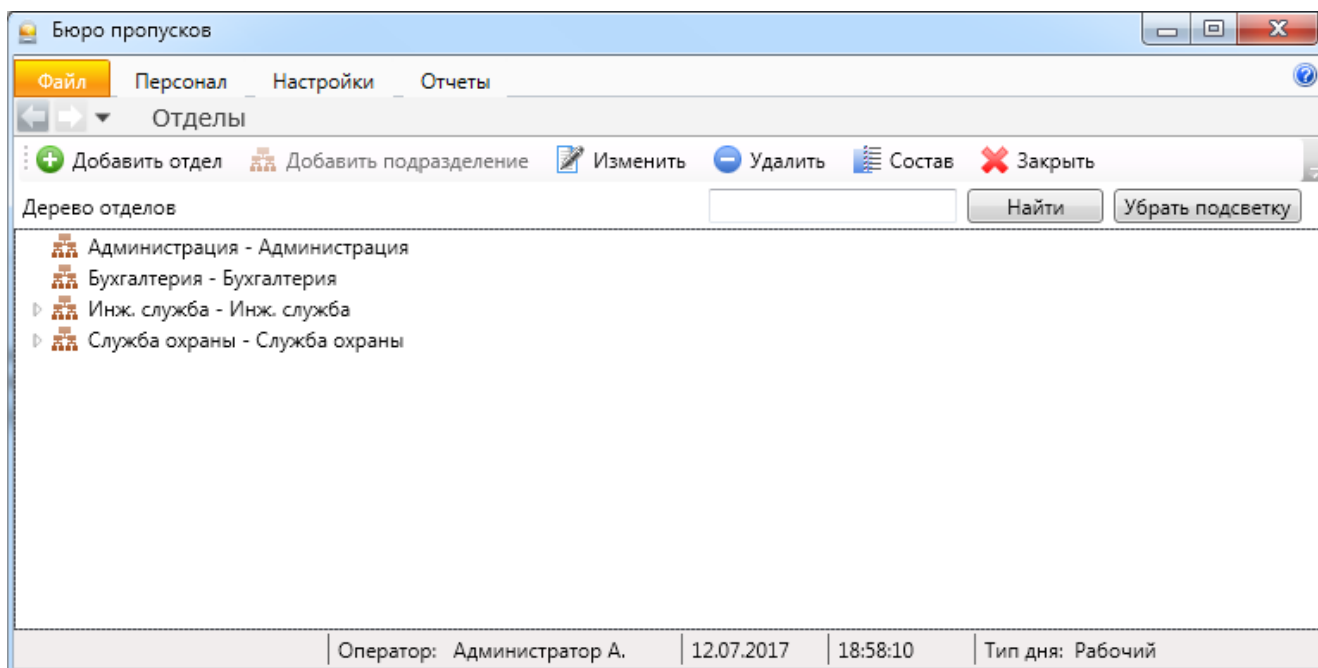 Бюро пропусков
Файл Персонал Настройки Отчеты
Отделы
Добавить отдел Добавить подразделение Изменить Удалить Состав Закрыть
Дерево отделов Найти Убрать подсветку
Администрация - Администрация
Бухгалтерия - Бухгалтерия
Инж. служба - Инж. служба
Служба охраны - Служба охраны
Оператор: Администратор А. 12.07.2017 18:58:10 Тип дня: Рабочий